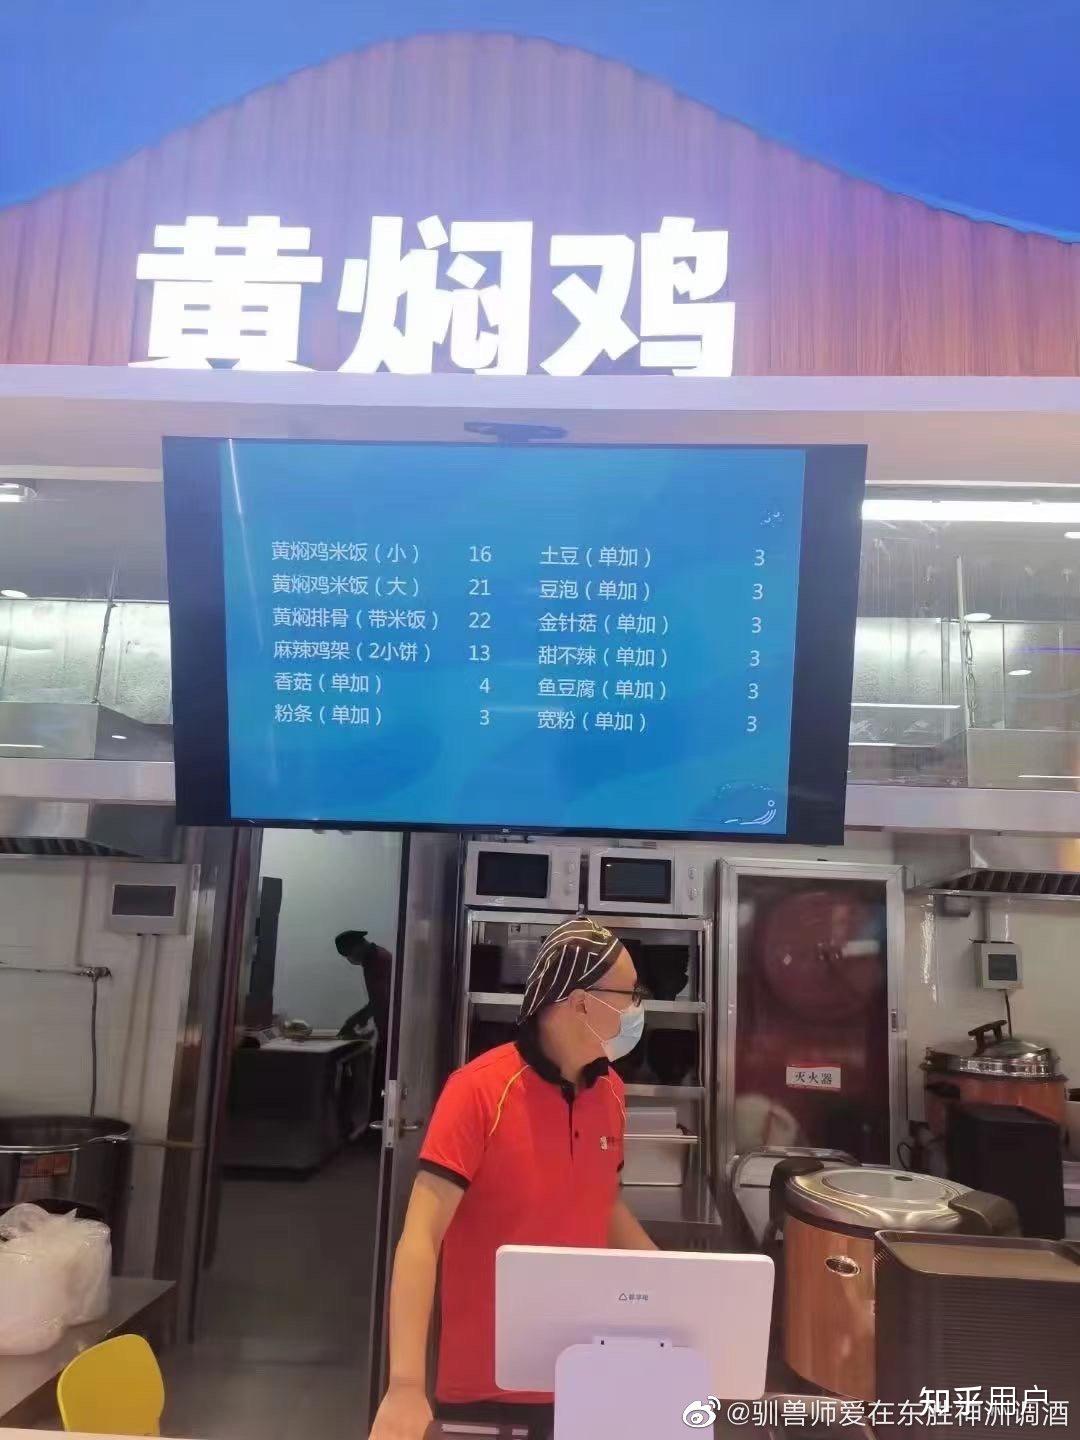 黄焖鸡
黄焖鸡米饭（小） 16
黄焖鸡米饭（大） 21
黄焖排骨（带米饭） 22
麻辣鸡架（2小饼） 13
香菇（单加） 4
粉条（单加） 3
土豆（单加） 3
豆泡（单加） 3
金针菇（单加） 3
甜不辣（单加） 3
鱼豆腐（单加） 3
宽粉（单加） 3
灭火器
知乎用户
@驯兽师爱在东胜神洲调酒